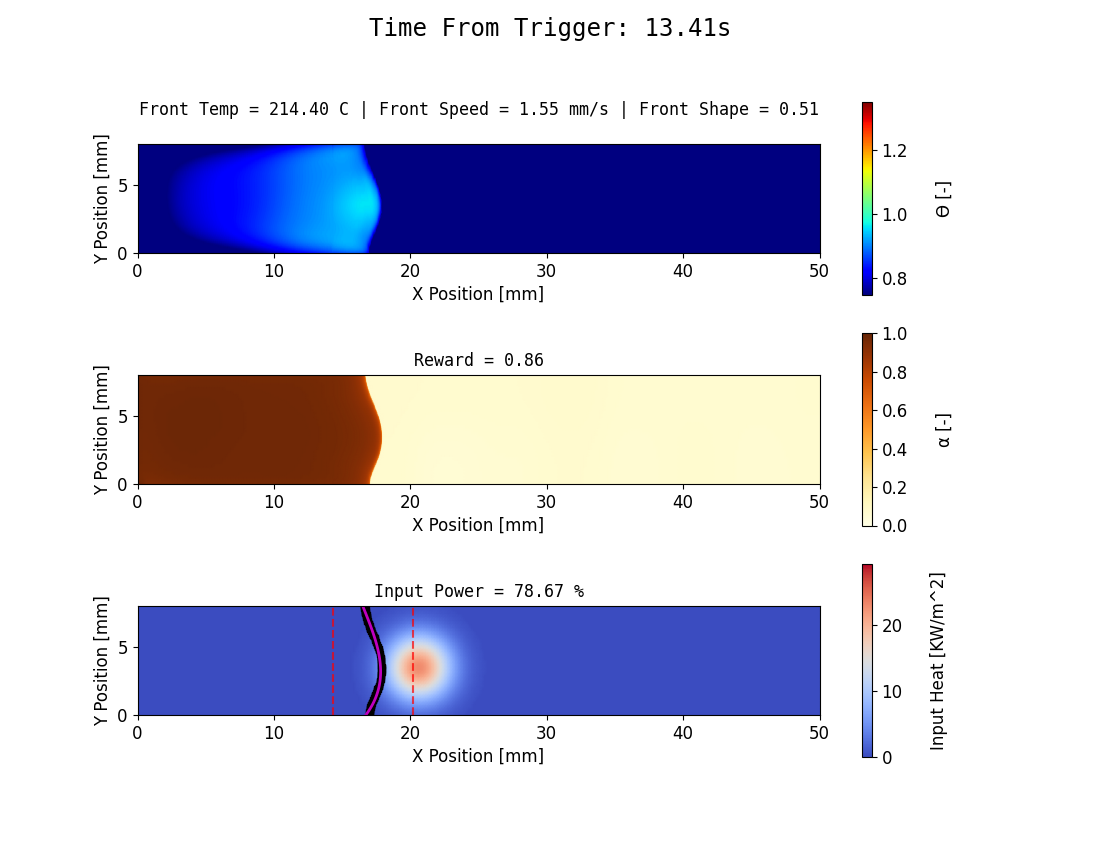 Time From Trigger: 13.41s
Front Temp = 214.40 C | Front Speed = 1.55 mm/s | Front Shape = 0.51
Y Position [mm]
5
0
0 10 20 30 40 50
X Position [mm]
1.2
1.0
0.8
Θ [-]
Reward = 0.86
Y Position [mm]
5
0
0 10 20 30 40 50
X Position [mm]
1.0
0.8
0.6
0.4
0.2
0.0
α [-]
Input Power = 78.67 %
Y Position [mm]
5
0
0 10 20 30 40 50
X Position [mm]
20
10
0
Input Heat [KW/m^2]